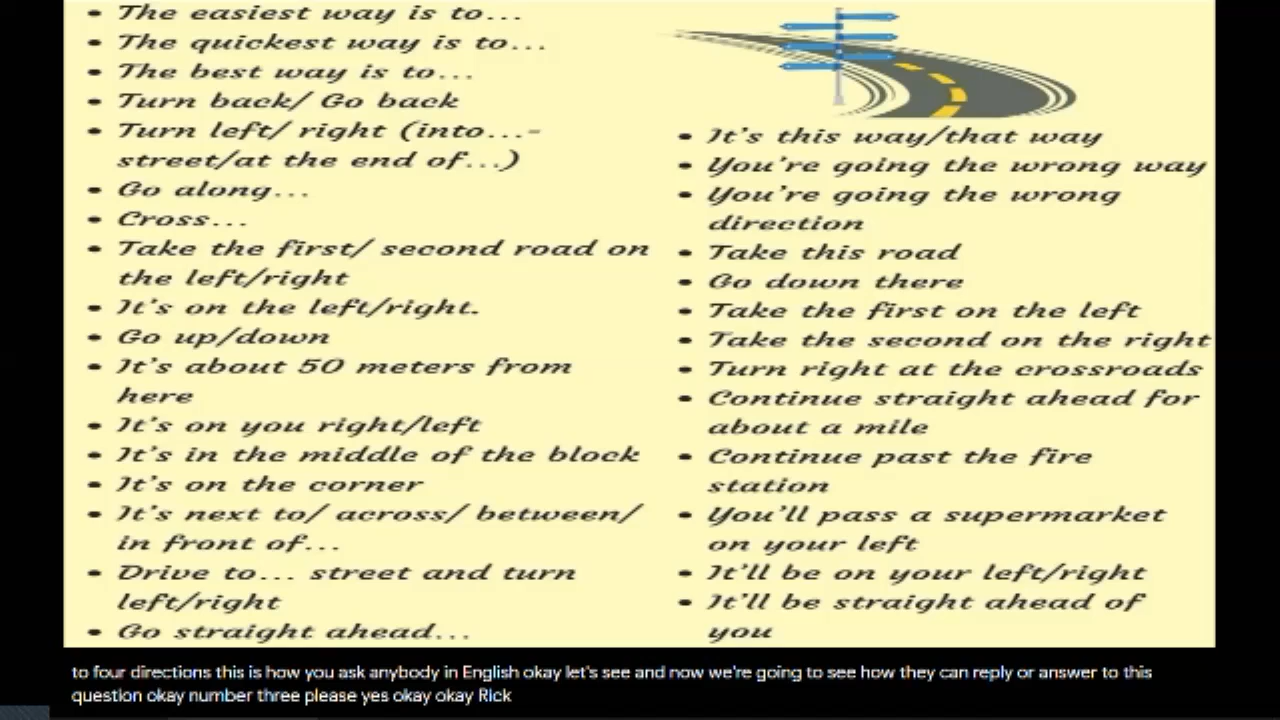 • The easiest way is to...
• The quickest way is to...
• The best way is to...
• Turn back/ Go back
• Turn left/ right (into...-
street/at the end of...)
• Go along...
• Cross...
• Take the first/ second road on
the left/right
• It's on the left/right.
• Go up/down
• It's about 50 meters from
here
• It's on you right/left
• It's in the middle of the block
• It's on the corner
• It's next to/ across/ between/
in front of...
• Drive to... street and turn
left/right
• Go straight ahead...
• It's this way/that way
• You're going the wrong way
• You're going the wrong
direction
• Take this road
• Go down there
• Take the first on the left
• Take the second on the right
• Turn right at the crossroads
• Continue straight ahead for
about a mile
• Continue past the fire
station
• You'll pass a supermarket
on your left
• It'll be on your left/right
• It'll be straight ahead of
you
to four directions this is how you ask anybody in English okay let's see and now we're going to see how they can reply or answer to this
question okay number three please yes okay okay Rick